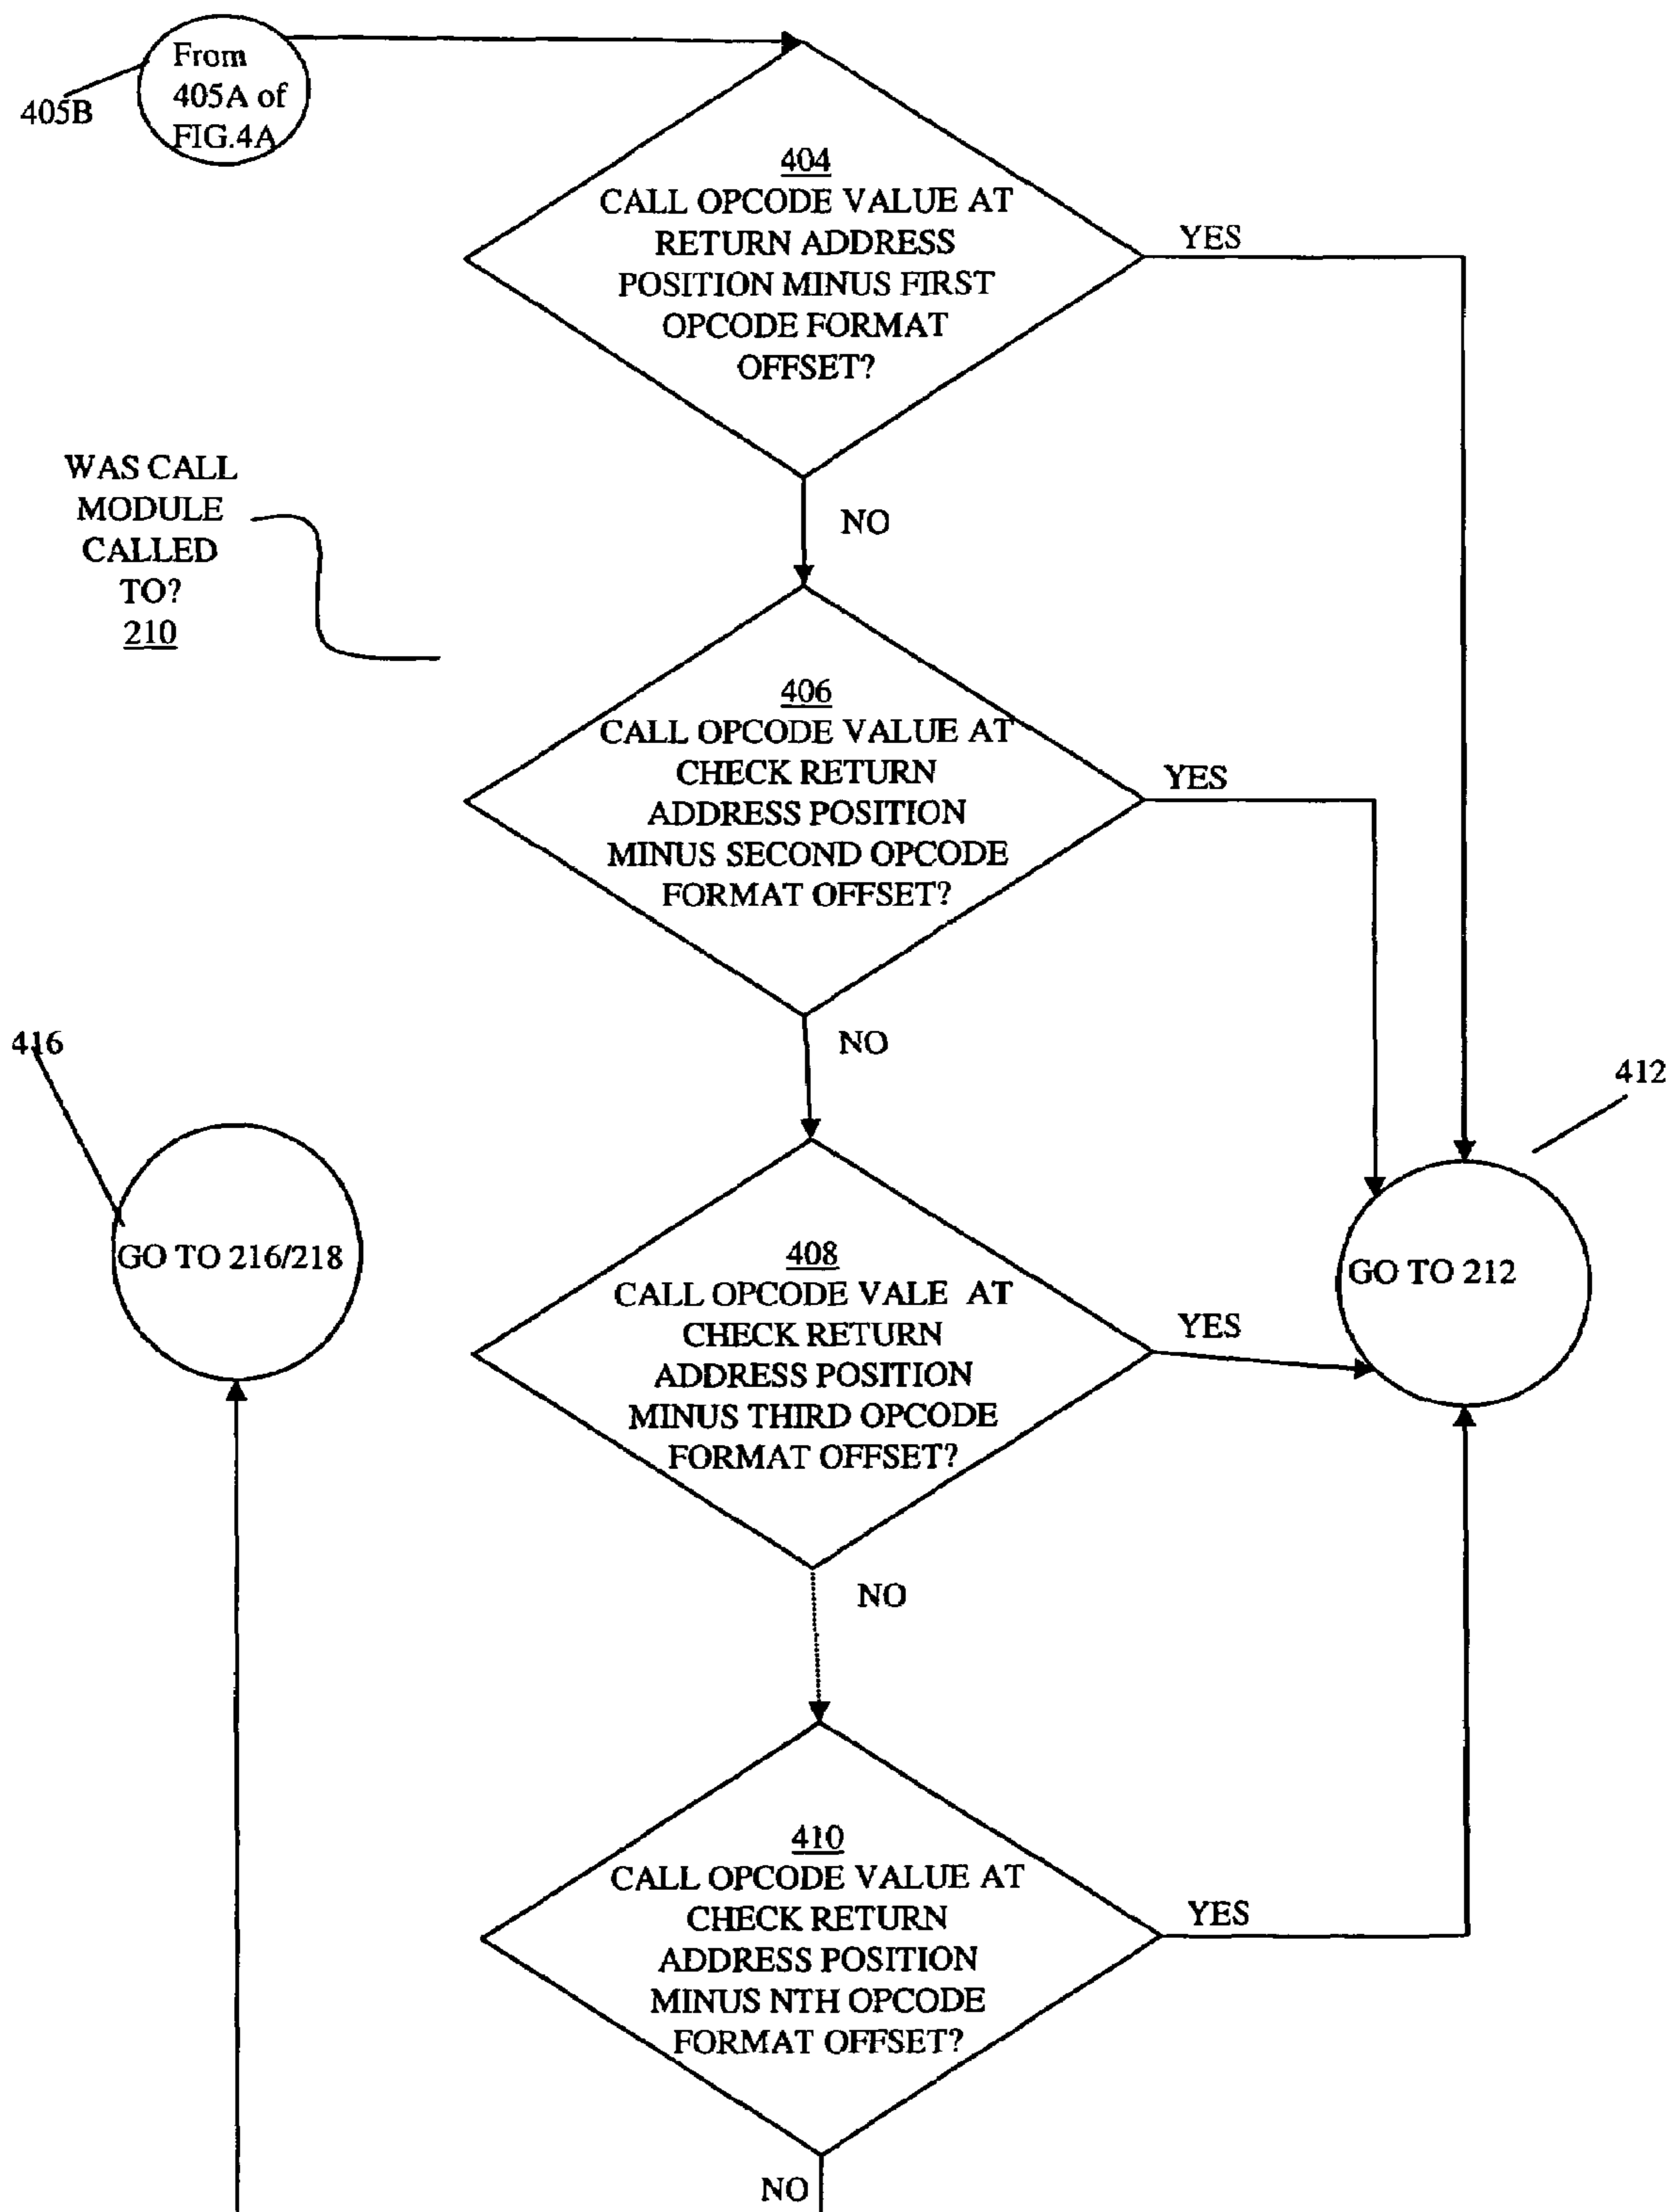 From
405A of
FIG.4A
405B
404
CALL OPCODE VALUE AT
RETURN ADDRESS
POSITION MINUS FIRST
OPCODE FORMAT
OFFSET?
YES
NO
WAS CALL
MODULE
CALLED
TO?
210
406
CALL OPCODE VALUE AT
CHECK RETURN
ADDRESS POSITION
MINUS SECOND OPCODE
FORMAT OFFSET?
YES
NO
416
GO TO 216/218
412
GO TO 212
408
CALL OPCODE VALE AT
CHECK RETURN
ADDRESS POSITION
MINUS THIRD OPCODE
FORMAT OFFSET?
YES
NO
410
CALL OPCODE VALUE AT
CHECK RETURN
ADDRESS POSITION
MINUS NTH OPCODE
FORMAT OFFSET?
YES
NO